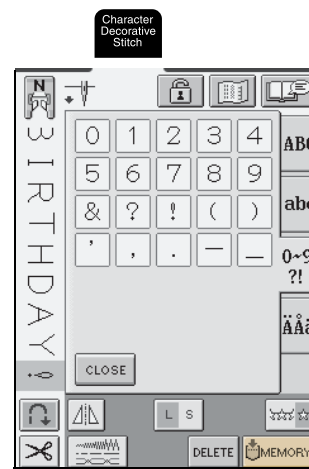 Character
Decorative
Stitch
N
BIRTHDAY
0 1 2 3 4
5 6 7 8 9
& ? ! ( )
' , . — _
ABC
abc
0~9
?!
ÄÅä
CLOSE
L S
DELETE
MEMORY